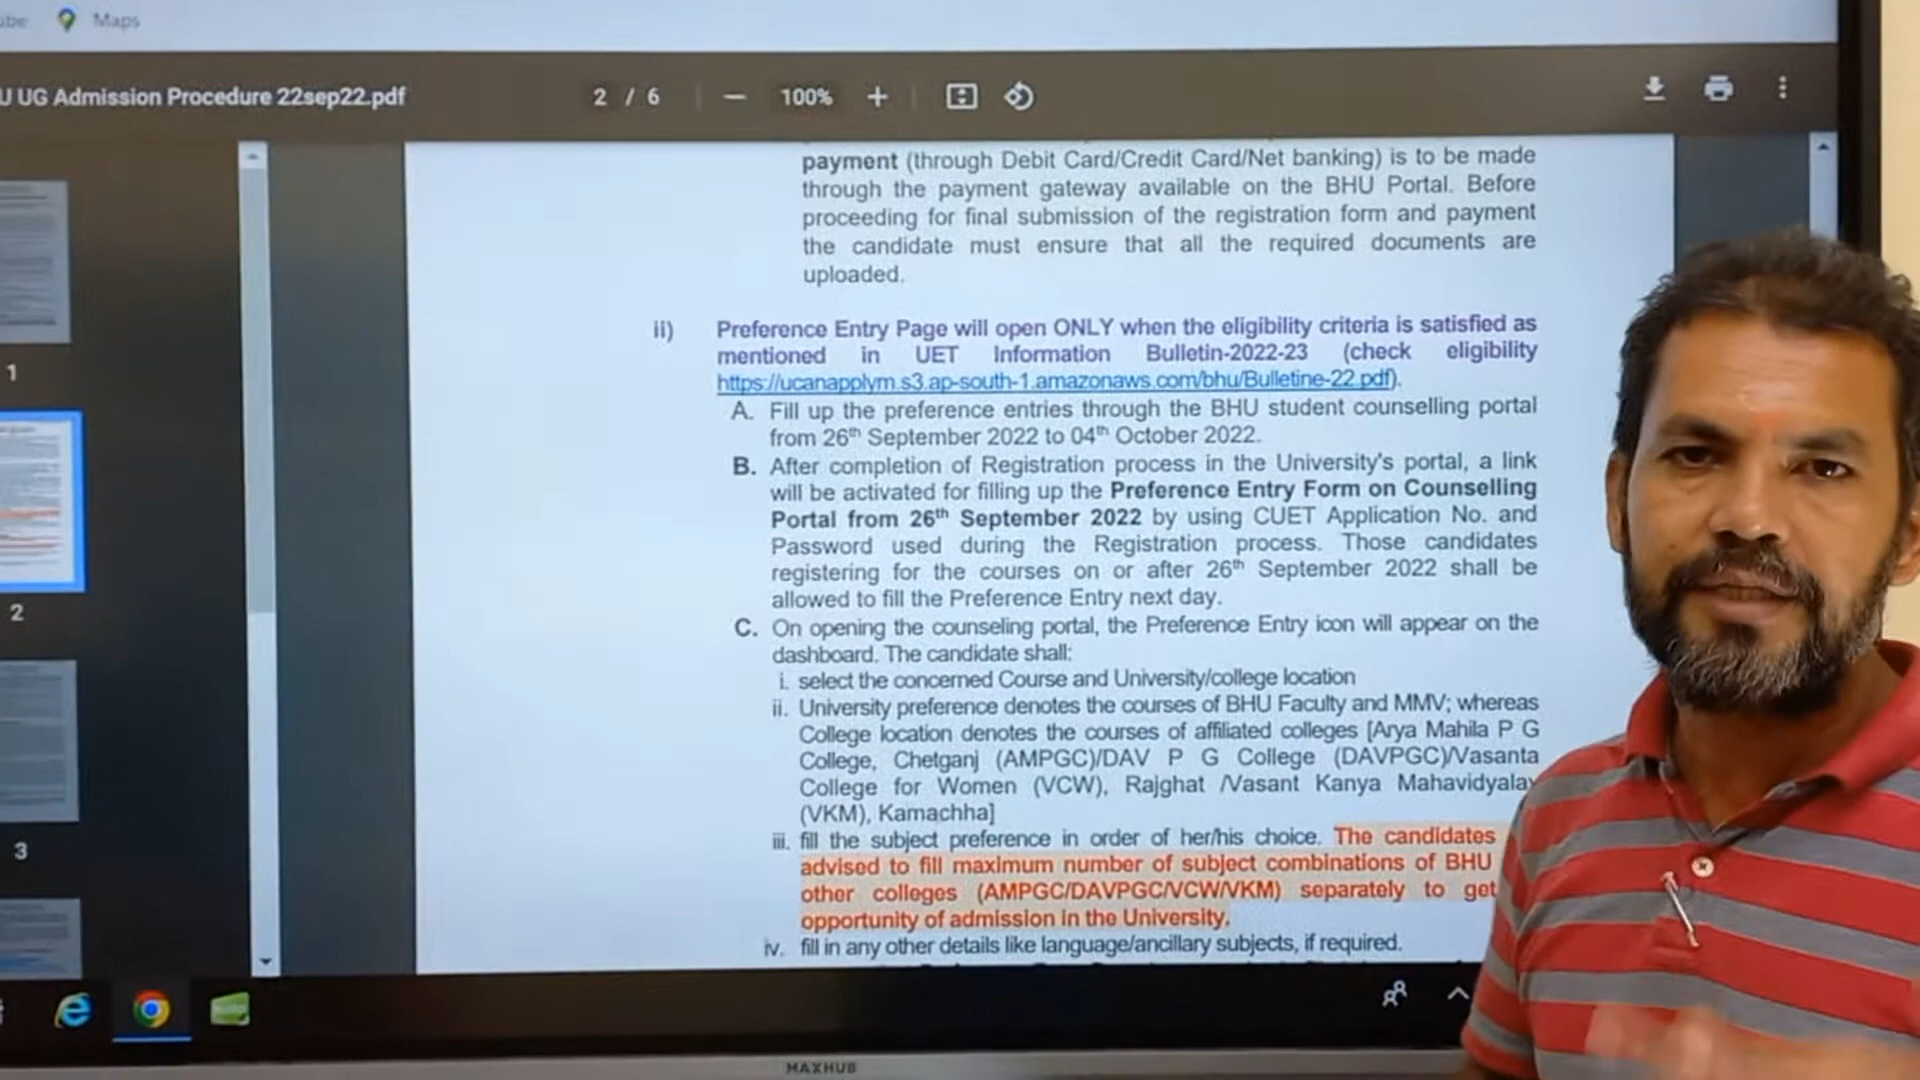 ube Maps
U UG Admission Procedure 22sep22.pdf 2 / 6 100%
payment (through Debit Card/Credit Card/Net banking) is to be made
through the payment gateway available on the BHU Portal. Before
proceeding for final submission of the registration form and payment
the candidate must ensure that all the required documents are
uploaded.
ii) Preference Entry Page will open ONLY when the eligibility criteria is satisfied as
mentioned in UET Information Bulletin-2022-23 (check eligibility
https://ucanapplym.s3.ap-south-1.amazonaws.com/bhu/Bulletine-22.pdf).
A. Fill up the preference entries through the BHU student counselling portal
from 26th September 2022 to 04th October 2022.
B. After completion of Registration process in the University's portal, a link
will be activated for filling up the Preference Entry Form on Counselling
Portal from 26th September 2022 by using CUET Application No. and
Password used during the Registration process. Those candidates
registering for the courses on or after 26th September 2022 shall be
allowed to fill the Preference Entry next day.
C. On opening the counseling portal, the Preference Entry icon will appear on the
dashboard. The candidate shall:
i. select the concerned Course and University/college location
ii. University preference denotes the courses of BHU Faculty and MMV; whereas
College location denotes the courses of affiliated colleges [Arya Mahila P G
College, Chetganj (AMPGC)/DAV P G College (DAVPGC)/Vasanta
College for Women (VCW), Rajghat /Vasant Kanya Mahavidyalay
(VKM), Kamachha]
iii. fill the subject preference in order of her/his choice. The candidates
advised to fill maximum number of subject combinations of BHU
other colleges (AMPGC/DAVPGC/VCW/VKM) separately to get
opportunity of admission in the University.
iv. fill in any other details like language/ancillary subjects, if required.
1
2
3
MAXHUB